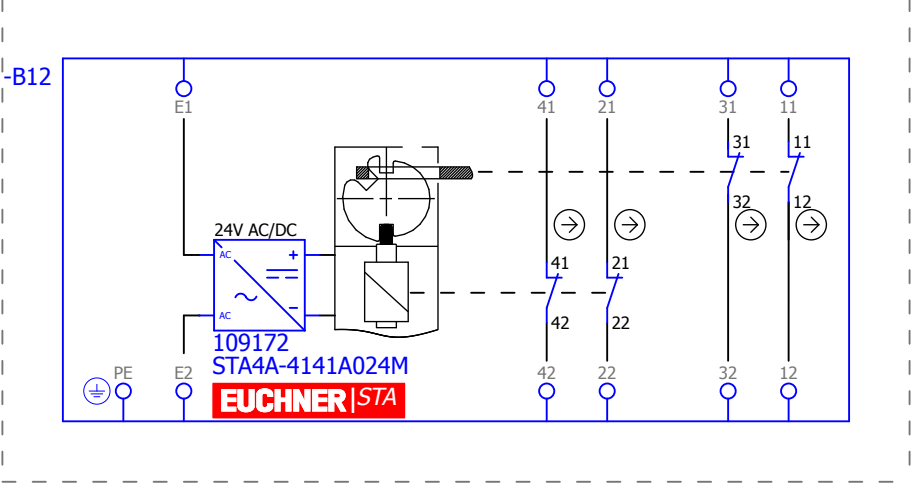 -B12
E1
41
21
31
11
31
11
32
12
24V AC/DC
AC
+
41
21
AC
-
42
22
109172
STA4A-4141A024M
PE
E2
42
22
32
12
EUCHNER|STA